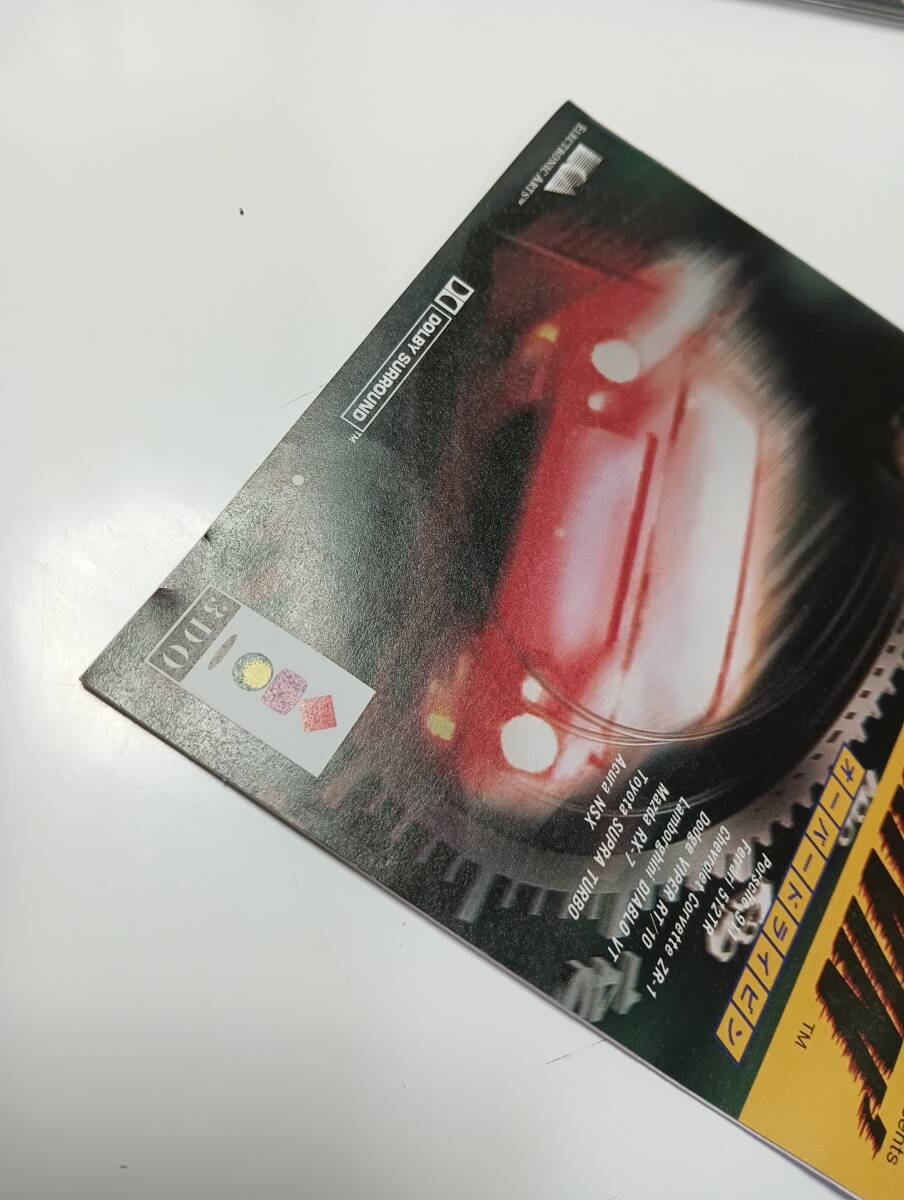 ents
IVIN'
TM
オーバードライビン
Porsche 911
Ferrari 512TR
Chevrolet Corvette ZR-1
Dodge VIPER RT/10
Lamborghini DIABLO VT
Mazda RX-7
Toyota SUPRA TURBO
Acura NSX
ELECTRONIC ARTS
DOLBY SURROUND TM
3DO